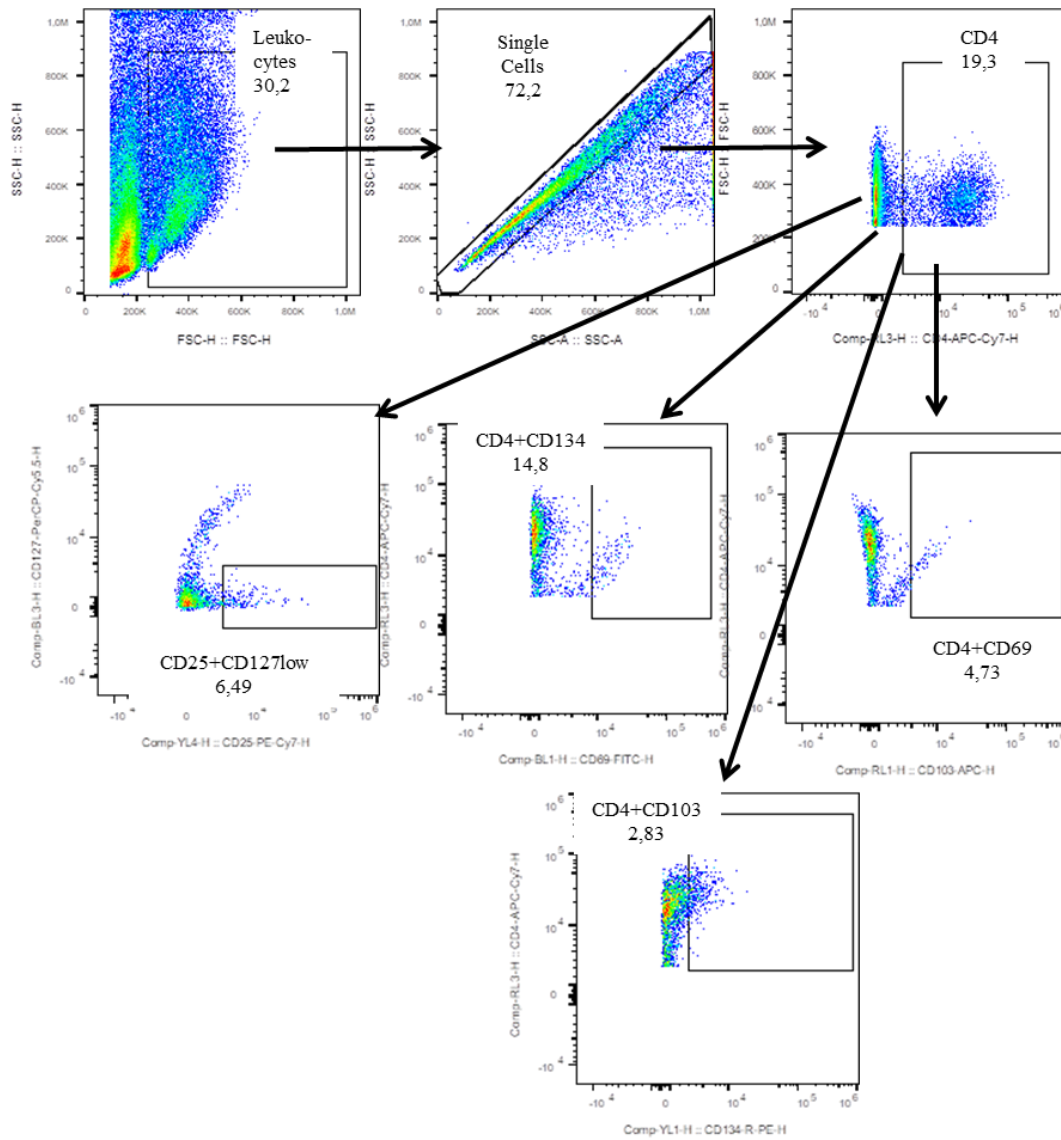 1,0M
800K
600K
400K
200K
0
0
200K
400K
600K
800K
1,0M
SSC-H :: SSC-H
FSC-H :: FSC-H
Leuko-
cytes
30,2
1,0M
800K
600K
400K
200K
0
200K
400K
600K
800K
1,0M
SSC-H :: SSC-H
SSC-A :: SSC-A
Single
Cells
72,2
1,0M
800K
600K
400K
200K
0
-10 4
0
10 4
10 5
FSC-H :: FSC-H
Comp-RL3-H :: CD4-APC-Cy7-H
CD4
19,3
10 6
10 5
10 4
0
-10 4
-10 4
0
10 4
10 5
10 6
Comp-BL3-H :: CD127-PerCP-Cy5.5-H
Comp-YL4-H :: CD25-PE-Cy7-H
CD25+CD127low
6,49
10 6
10 5
10 4
0
-10 4
-10 4
0
10 4
10 5
10 6
Comp-RL3-H :: CD4-APC-Cy7-H
Comp-BL1-H :: CD69-FITC-H
CD4+CD134
14,8
10 6
10 5
10 4
0
-10 4
-10 4
0
10 4
10 5
10 6
Comp-RL3-H :: CD4-APC-Cy7-H
Comp-RL1-H :: CD103-APC-H
CD4+CD69
4,73
10 6
10 5
10 4
0
-10 4
-10 4
0
10 4
10 5
10 6
Comp-RL3-H :: CD4-APC-Cy7-H
Comp-YL1-H :: CD134-R-PE-H
CD4+CD103
2,83